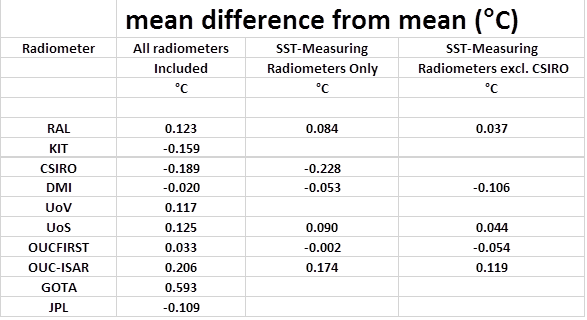 mean difference from mean (°C)
Radiometer All radiometers SST-Measuring SST-Measuring
Included Radiometers Only Radiometers excl. CSIRO
°C °C °C
RAL 0.123 0.084 0.037
KIT -0.159
CSIRO -0.189 -0.228
DMI -0.020 -0.053 -0.106
UoV 0.117
UoS 0.125 0.090 0.044
OUCFIRST 0.033 -0.002 -0.054
OUC-ISAR 0.206 0.174 0.119
GOTA 0.593
JPL -0.109